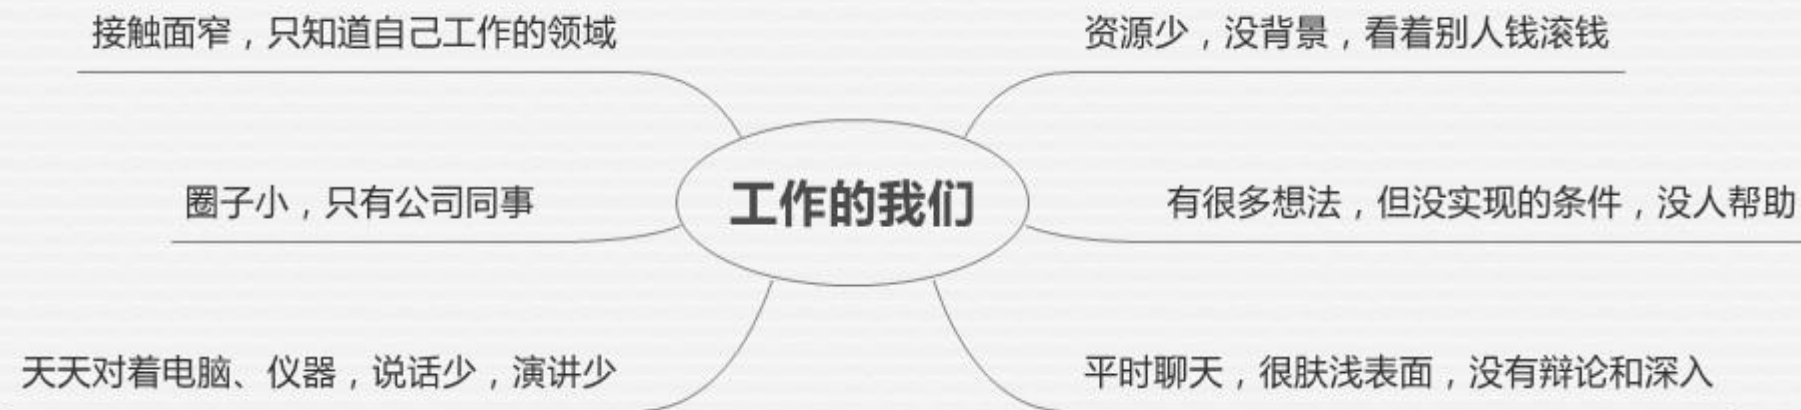 接触面窄，只知道自己工作的领域
资源少，没背景，看着别人钱滚钱
圈子小，只有公司同事
工作的我们
有很多想法，但没实现的条件，没人帮助
天天对着电脑、仪器，说话少，演讲少
平时聊天，很肤浅表面，没有辩论和深入